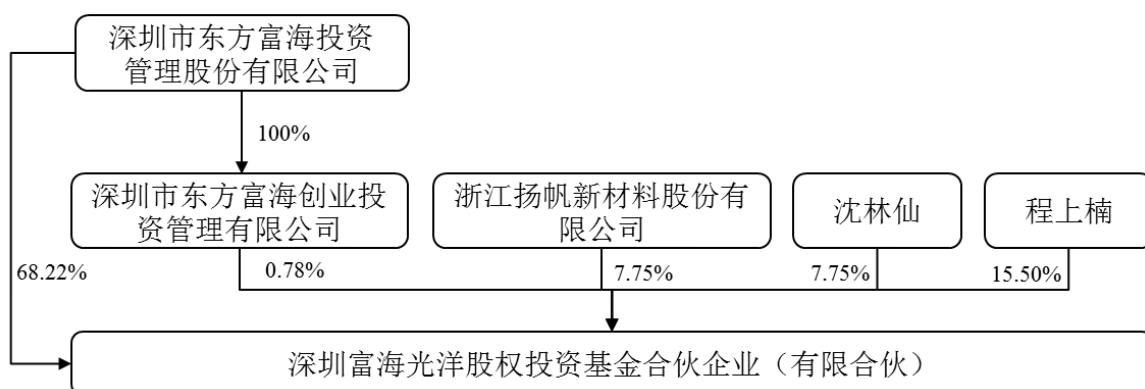 深圳市东方富海投资
管理股份有限公司
100%
深圳市东方富海创业投
资管理有限公司
浙江扬帆新材料股份有
限公司
沈林仙
程上楠
68.22%
0.78%
7.75%
7.75%
15.50%
深圳富海光洋股权投资基金合伙企业（有限合伙）